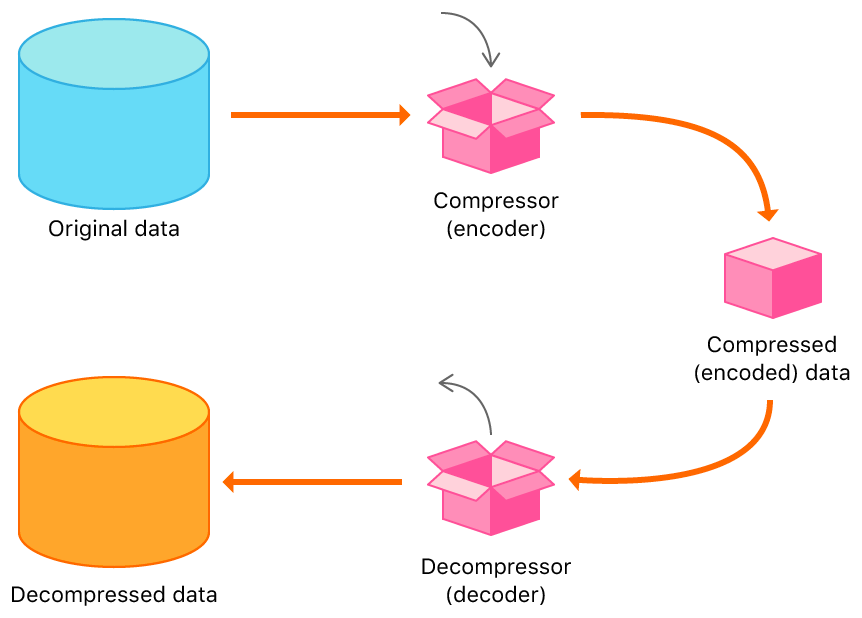 Original data
Compressor
(encoder)
Compressed
(encoded) data
Decompressor
(decoder)
Decompressed data